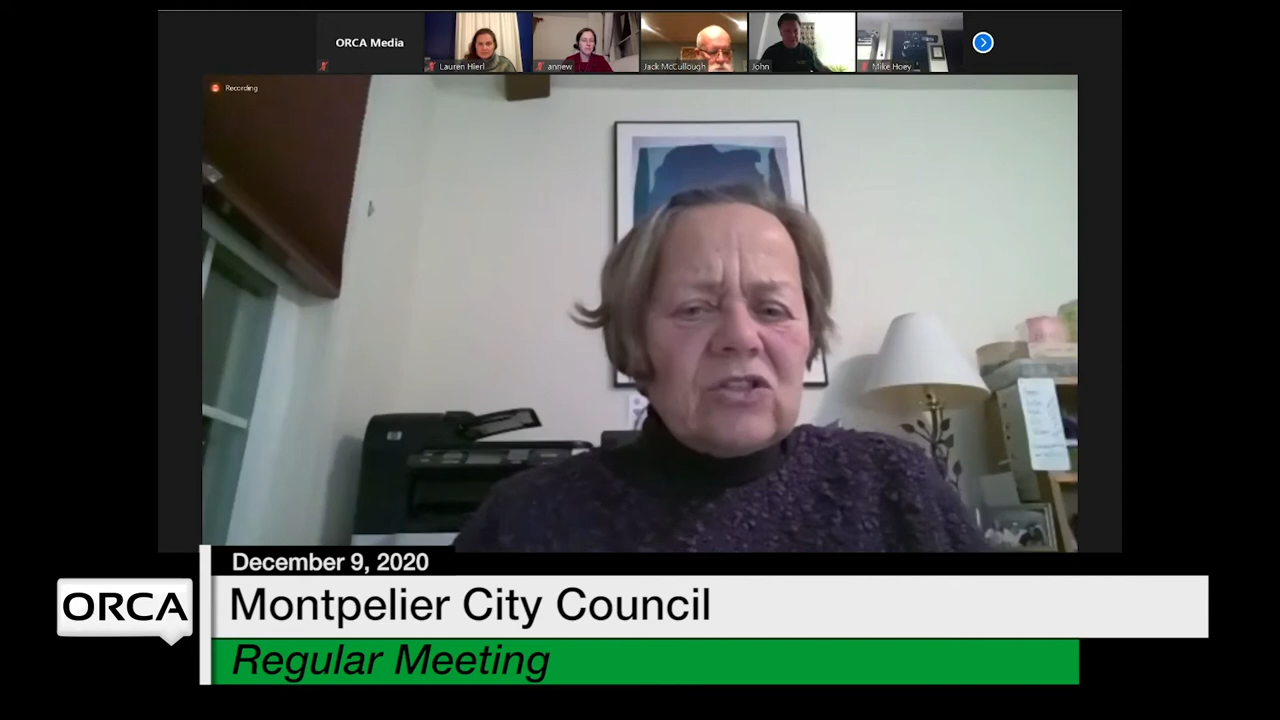 ORCA Media
Lauren Hierl
annew
Jack McCullough
John
Mike Hoey
Recording
hp
December 9, 2020
ORCA
Montpelier City Council
Regular Meeting